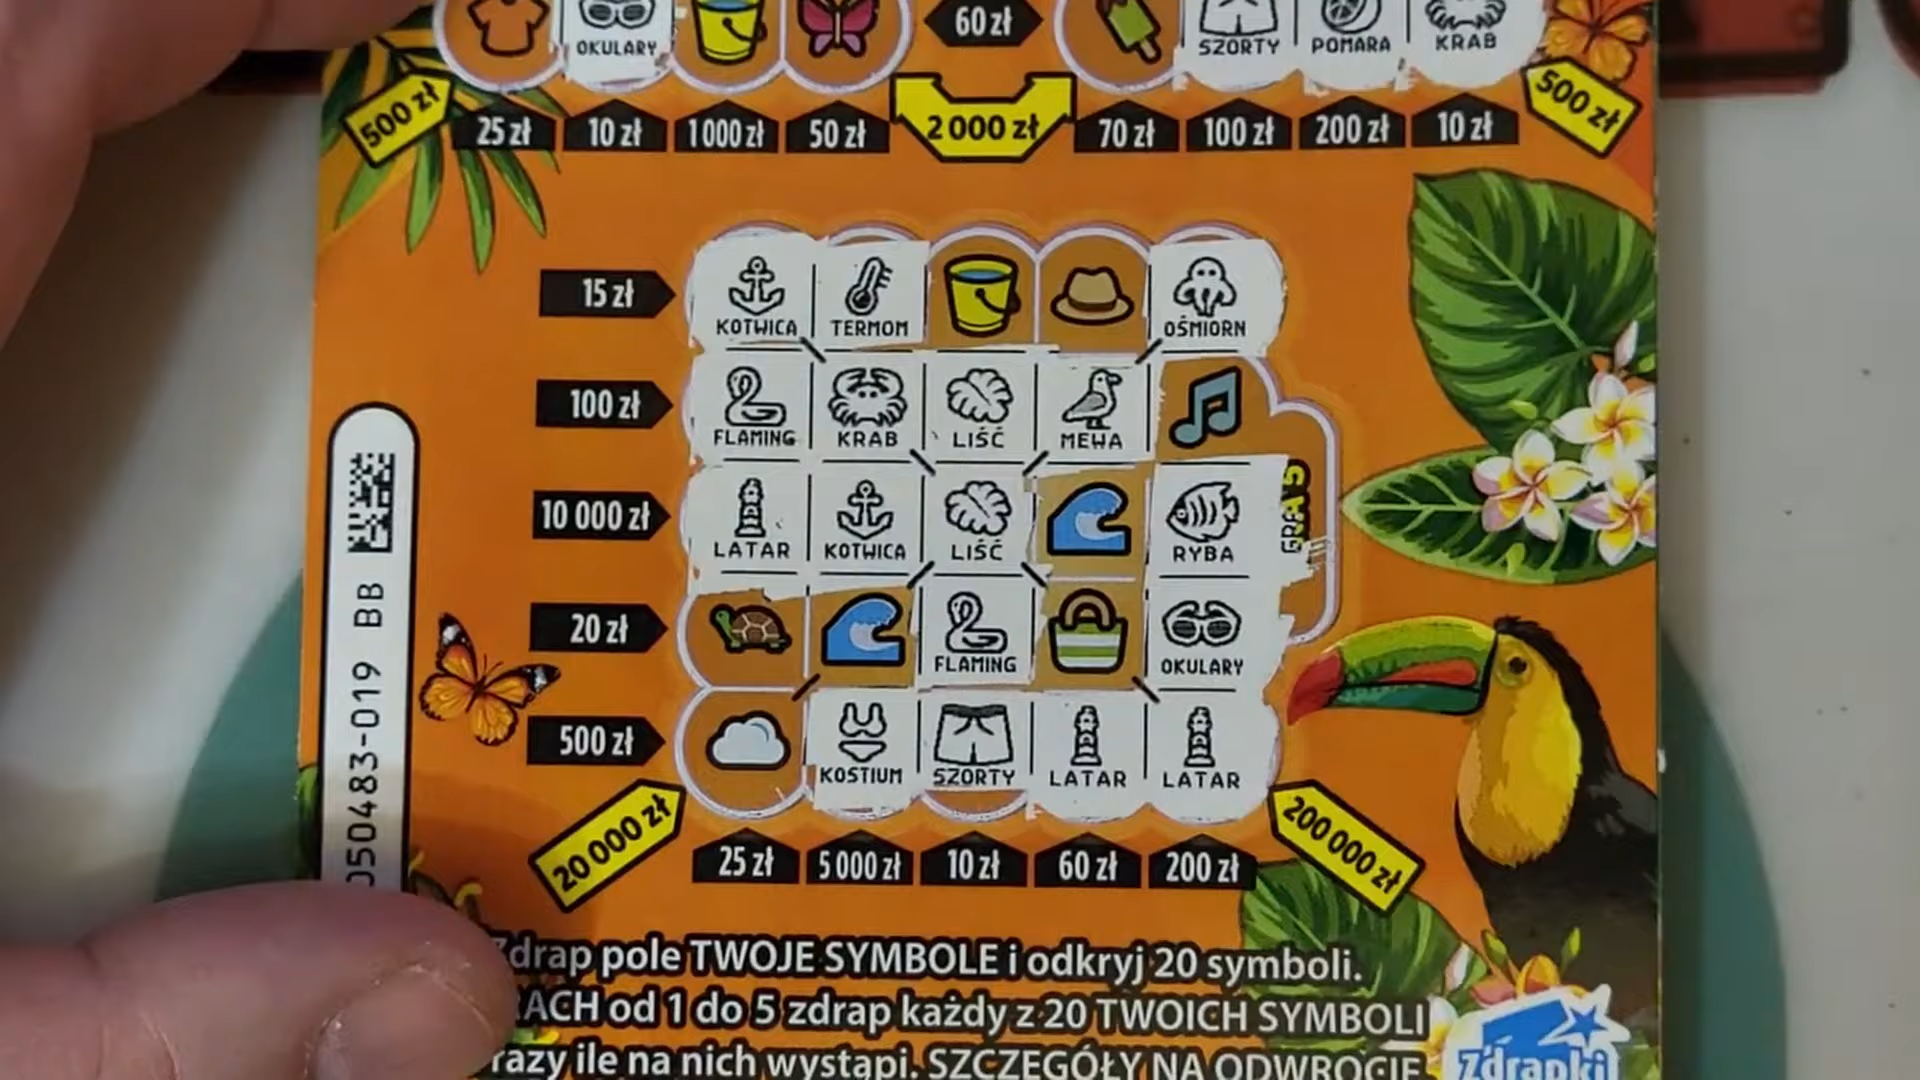 OKULARY
60 zł
SZORTY POMARA KRAB
500 zł 25 zł 10 zł 1 000 zł 50 zł 2 000 zł 70 zł 100 zł 200 zł 10 zł 500 zł
15 zł KOTWICA TERMOM OŚMIORN
100 zł FLAMING KRAB LIŚĆ MEWA
10 000 zł LATAR KOTWICA LIŚĆ RYBA
GRA 5
20 zł FLAMING OKULARY
500 zł KOSTIUM SZORTY LATAR LATAR
20 000 zł 25 zł 5 000 zł 10 zł 60 zł 200 zł 200 000 zł
050483-019 BB
Zdrap pole TWOJE SYMBOLE i odkryj 20 symboli.
RACH od 1 do 5 zdrap każdy z 20 TWOICH SYMBOLI
razy ile na nich wystąpi. SZCZEGÓŁY NA ODWROCIE
Zdrapki